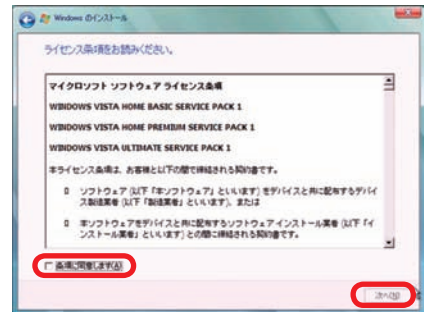 Windows のインストール
ライセンス条項をお読みください。
マイクロソフト ソフトウェア ライセンス条項
WINDOWS VISTA HOME BASIC SERVICE PACK 1
WINDOWS VISTA HOME PREMIUM SERVICE PACK 1
WINDOWS VISTA ULTIMATE SERVICE PACK 1
本ライセンス条項は、お客様と以下の間で締結される契約書です。
ソフトウェア (以下「本ソフトウェア」といいます) をデバイスと共に配布するデバイ
ス製造業者 (以下「製造業者」といいます)、または
本ソフトウェアをデバイスと共に配布するソフトウェア インストール業者 (以下「イ
ンストール業者」といいます) との間に締結される契約書です。
条項に同意します(A)
次へ(N)